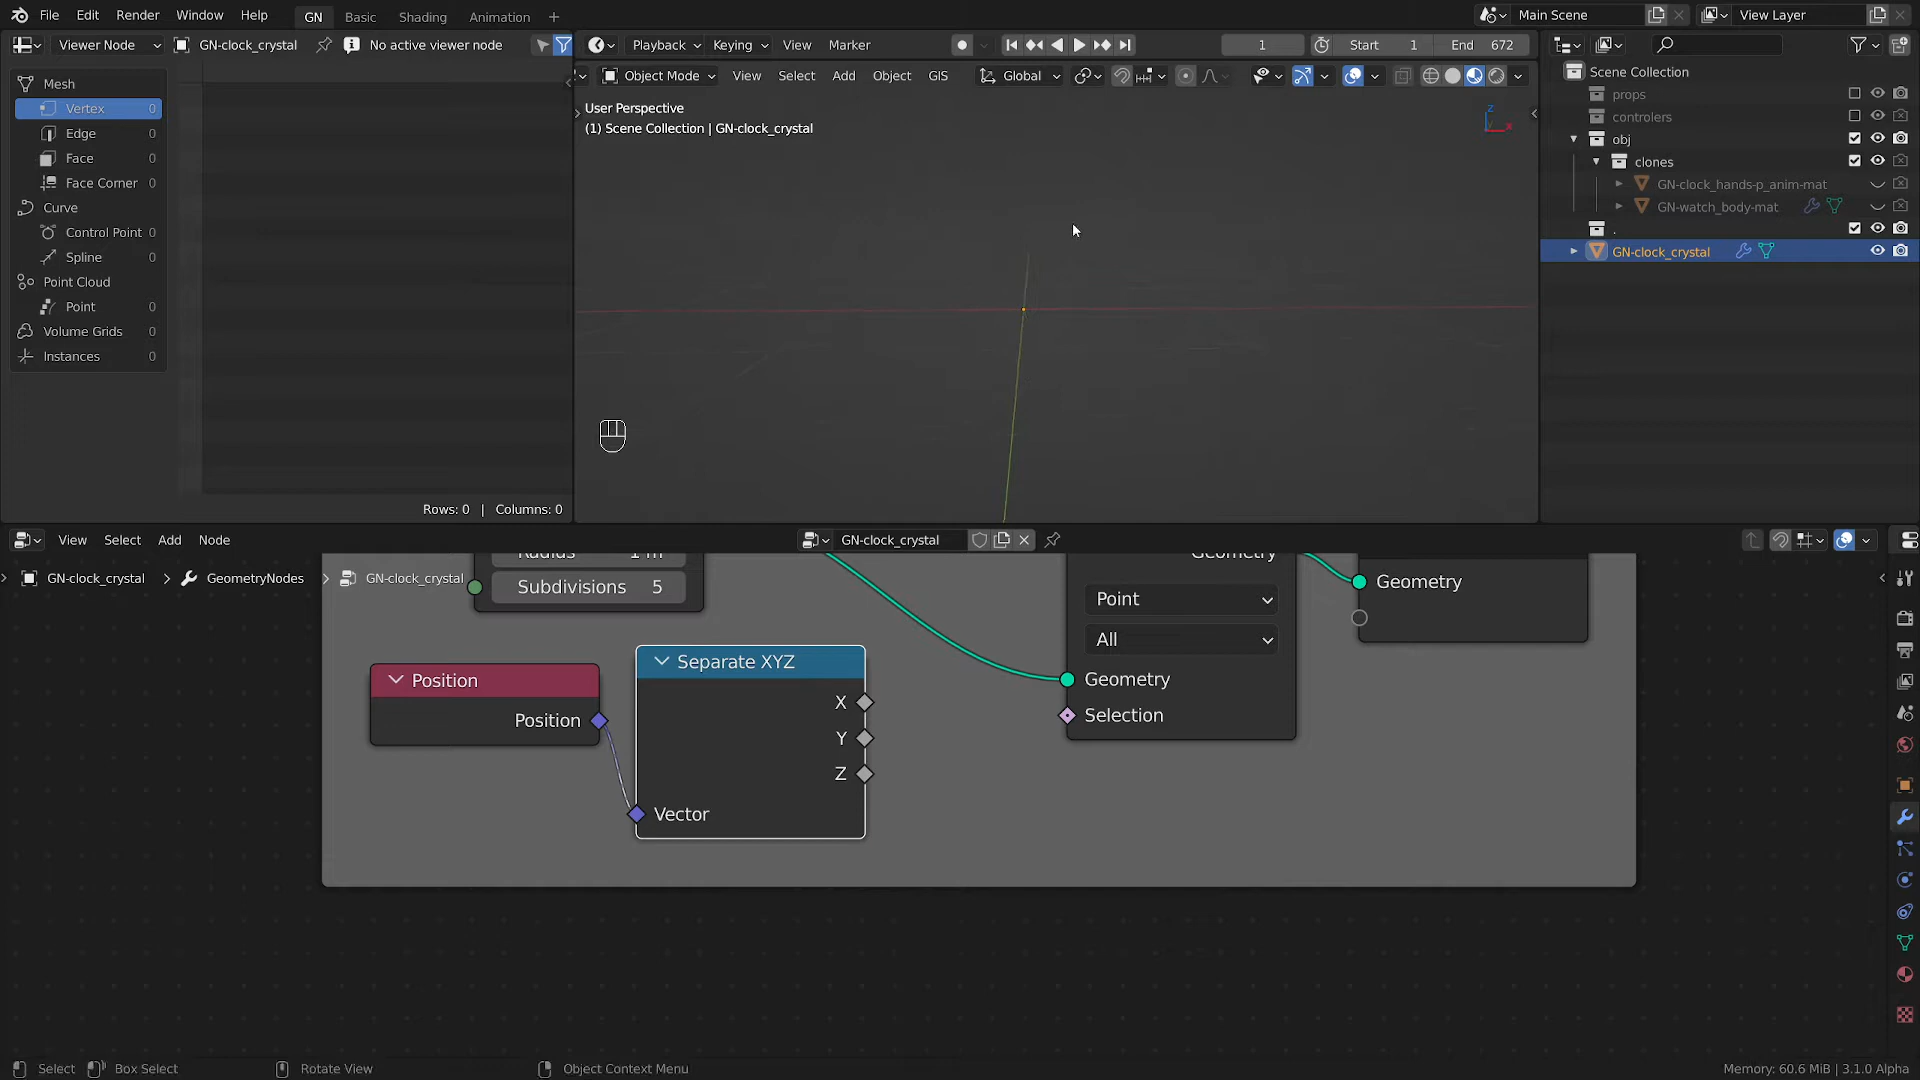 File Edit Render Window Help GN Basic Shading Animation + Main Scene View Layer
Viewer Node GN-clock_crystal No active viewer node Playback Keying View Marker 1 Start 1 End 672
Object Mode View Select Add Object GIS Global
Mesh
Vertex 0
Edge 0
Face 0
Face Corner 0
Curve
Control Point 0
Spline 0
Point Cloud
Point 0
Volume Grids 0
Instances 0
Rows: 0 | Columns: 0
User Perspective
(1) Scene Collection | GN-clock_crystal
Z
Scene Collection
props
controlers
obj
clones
GN-clock_hands-p_anim-mat
GN-watch_body-mat
.
GN-clock_crystal
View Select Add Node GN-clock_crystal
GN-clock_crystal > GeometryNodes > GN-clock_crystal
Radius 1 m
Subdivisions 5
Position
Position
Separate XYZ
X
Y
Z
Vector
Geometry
Point
All
Geometry
Selection
Geometry
Select Box Select Rotate View Object Context Menu Memory: 60.6 MiB | 3.1.0 Alpha